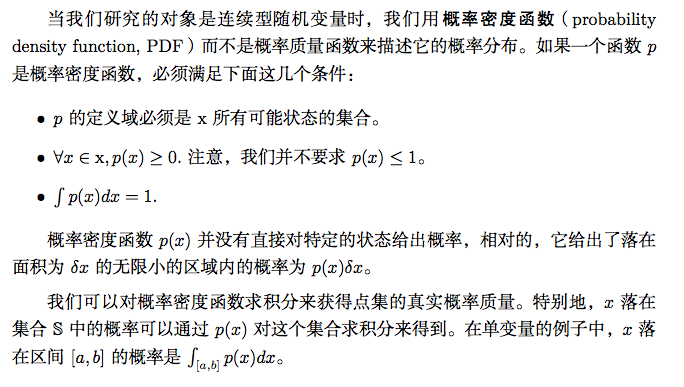 当我们研究的对象是连续型随机变量时，我们用概率密度函数（probability
density function, PDF）而不是概率质量函数来描述它的概率分布。如果一个函数 p
是概率密度函数，必须满足下面这几个条件：
• p 的定义域必须是 x 所有可能状态的集合。
• ∀x ∈ x, p(x) ≥ 0. 注意，我们并不要求 p(x) ≤ 1。
• ∫ p(x)dx = 1.
概率密度函数 p(x) 并没有直接对特定的状态给出概率，相对的，它给出了落在
面积为 δx 的无限小的区域内的概率为 p(x)δx。
我们可以对概率密度函数求积分来获得点集的真实概率质量。特别地，x 落在
集合 𝕊 中的概率可以通过 p(x) 对这个集合求积分来得到。在单变量的例子中，x 落
在区间 [a, b] 的概率是 ∫[a,b] p(x)dx。